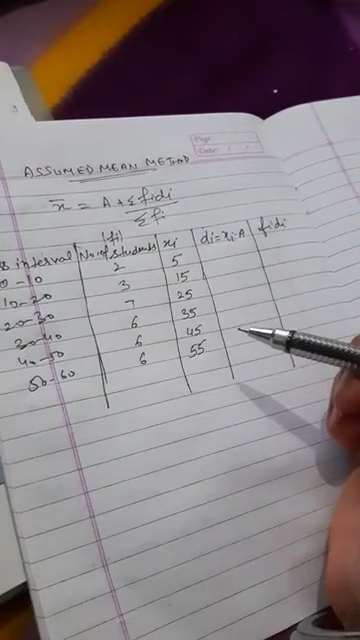 Page:
Date:
ASSUMED MEAN METHOD
x̄ = A + Σfidi
Σfi
(fi)
s interval No. of students xi di=xi-A fidi
0-10 2 5
10-20 3 15
20-30 7 25
30-40 6 35
40-50 6 45
50-60 6 55